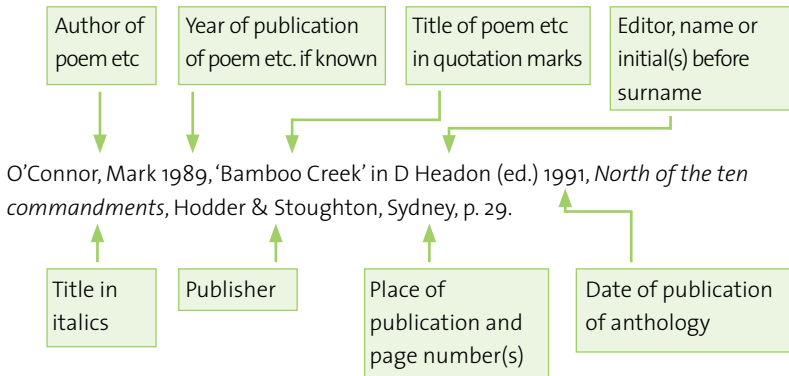 Author of
poem etc
Year of publication
of poem etc. if known
Title of poem etc
in quotation marks
Editor, name or
initial(s) before
surname
O’Connor, Mark 1989, ‘Bamboo Creek’ in D Headon (ed.) 1991, North of the ten
commandments, Hodder & Stoughton, Sydney, p. 29.
Title in
italics
Publisher
Place of
publication and
page number(s)
Date of publication
of anthology